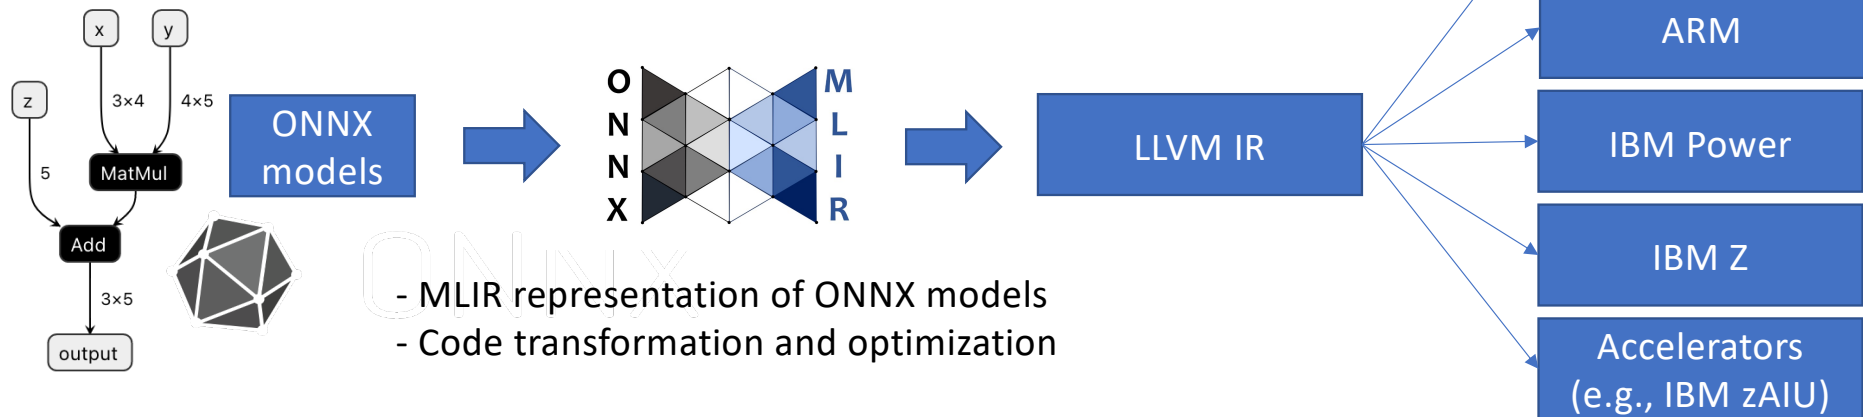 x
y
z
3×4
4×5
5
MatMul
Add
3×5
output
ONNX
models
O
N
N
X
M
L
I
R
ONNX
- MLIR representation of ONNX models
- Code transformation and optimization
LLVM IR
ARM
IBM Power
IBM Z
Accelerators
(e.g., IBM zAIU)